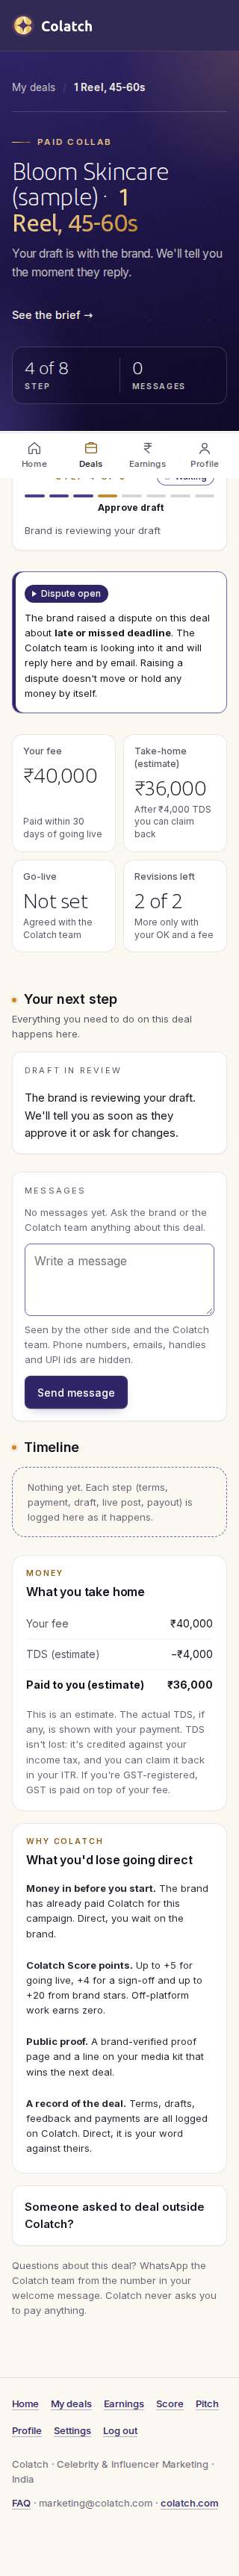 Colatch
My deals / 1 Reel, 45-60s
PAID COLLAB
Bloom Skincare
(sample) · 1
Reel, 45-60s
Your draft is with the brand. We'll tell you
the moment they reply.
See the brief →
4 of 8
STEP
0
MESSAGES
Home
Deals
Earnings
Profile
Approve draft
Brand is reviewing your draft
Dispute open
The brand raised a dispute on this deal
about late or missed deadline. The
Colatch team is looking into it and will
reply here and by email. Raising a
dispute doesn't move or hold any
money by itself.
Your fee
₹40,000
Paid within 30
days of going live
Take-home
(estimate)
₹36,000
After ₹4,000 TDS
you can claim
back
Go-live
Not set
Agreed with the
Colatch team
Revisions left
2 of 2
More only with
your OK and a fee
Your next step
Everything you need to do on this deal
happens here.
DRAFT IN REVIEW
The brand is reviewing your draft.
We'll tell you as soon as they
approve it or ask for changes.
MESSAGES
No messages yet. Ask the brand or the
Colatch team anything about this deal.
Write a message
Seen by the other side and the Colatch
team. Phone numbers, emails, handles
and UPI ids are hidden.
Send message
Timeline
Nothing yet. Each step (terms,
payment, draft, live post, payout) is
logged here as it happens.
MONEY
What you take home
Your fee ₹40,000
TDS (estimate) −₹4,000
Paid to you (estimate) ₹36,000
This is an estimate. The actual TDS, if
any, is shown with your payment. TDS
isn't lost: it's credited against your
income tax, and you can claim it back
in your ITR. If you're GST-registered,
GST is paid on top of your fee.
WHY COLATCH
What you'd lose going direct
Money in before you start. The brand
has already paid Colatch for this
campaign. Direct, you wait on the
brand.
Colatch Score points. Up to +5 for
going live, +4 for a sign-off and up to
+20 from brand stars. Off-platform
work earns zero.
Public proof. A brand-verified proof
page and a line on your media kit that
wins the next deal.
A record of the deal. Terms, drafts,
feedback and payments are all logged
on Colatch. Direct, it is your word
against theirs.
Someone asked to deal outside
Colatch?
Questions about this deal? WhatsApp the
Colatch team from the number in your
welcome message. Colatch never asks you
to pay anything.
Home My deals Earnings Score Pitch
Profile Settings Log out
Colatch · Celebrity & Influencer Marketing ·
India
FAQ · marketing@colatch.com · colatch.com